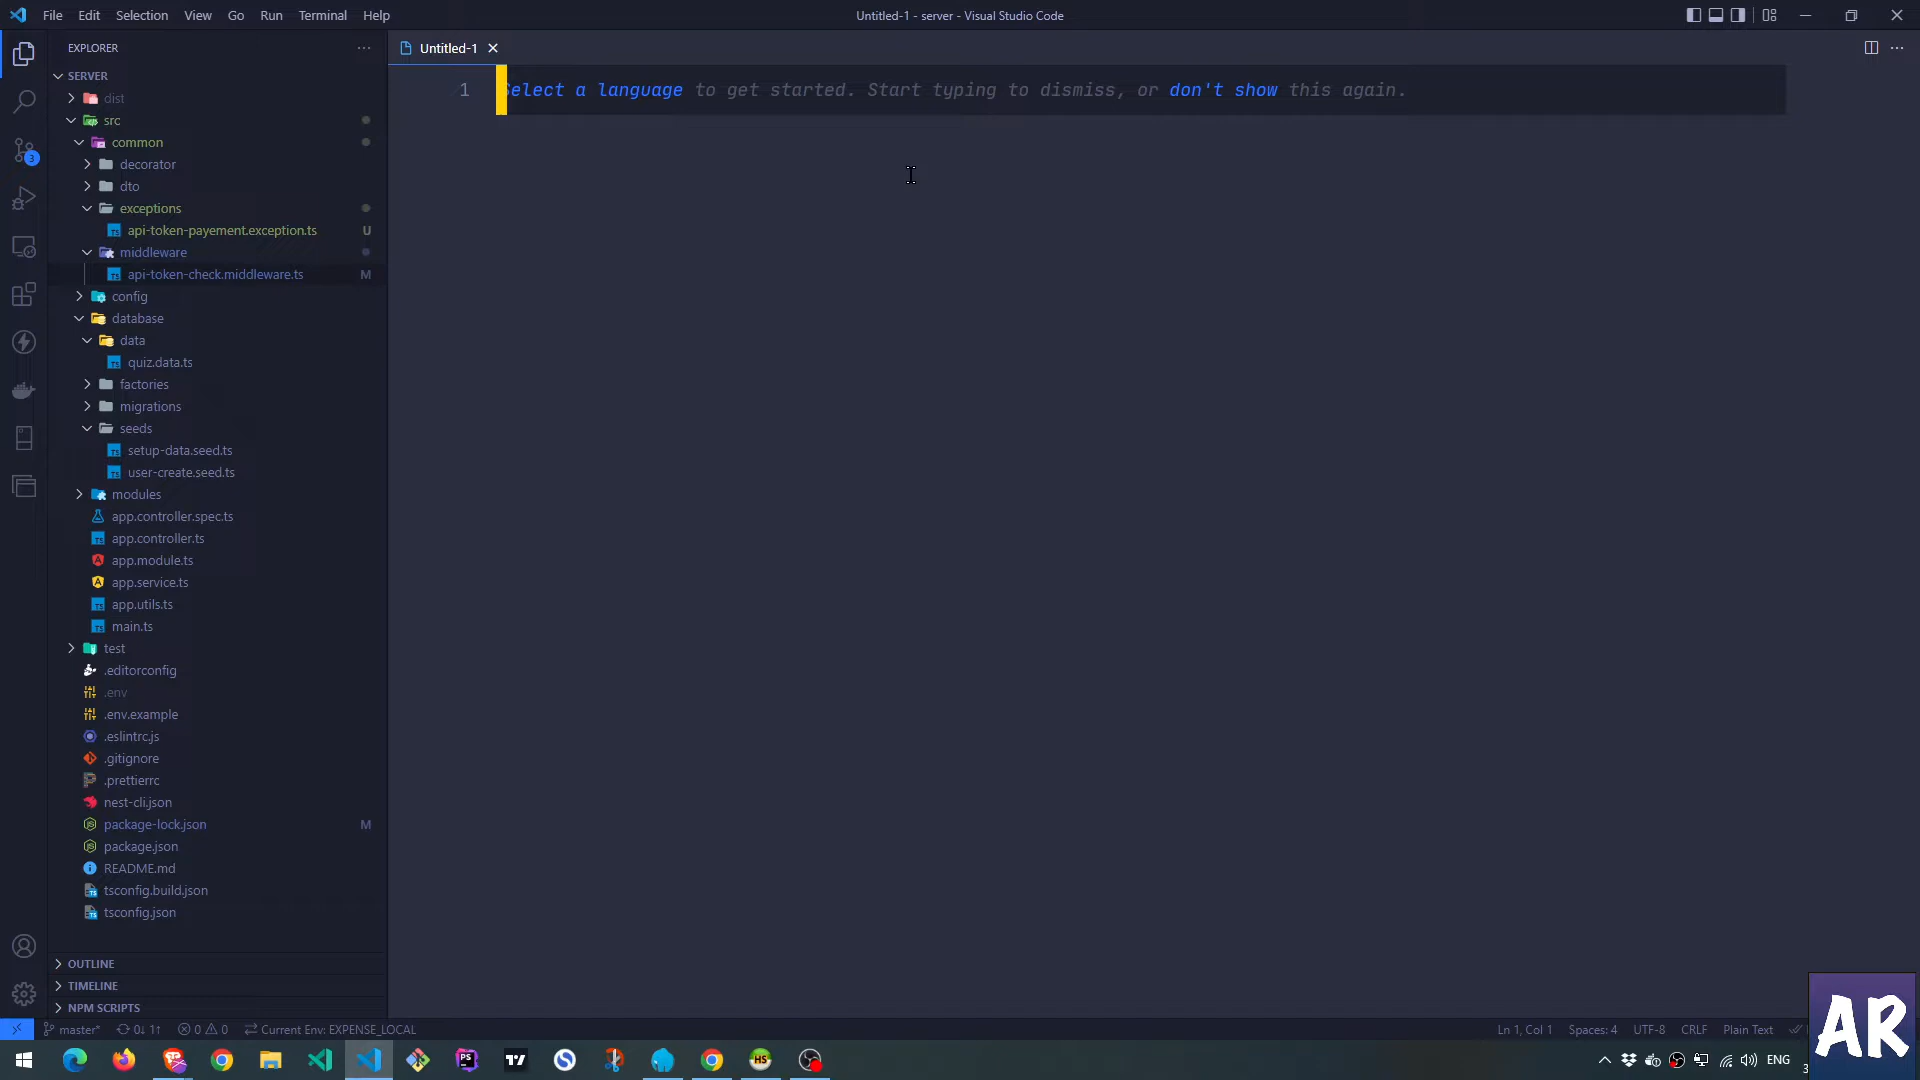 File Edit Selection View Go Run Terminal Help
Untitled-1 - server - Visual Studio Code
EXPLORER
Untitled-1
SERVER
1 Select a language to get started. Start typing to dismiss, or don't show this again.
dist
src
common
decorator
dto
exceptions
api-token-payement.exception.ts U
middleware
api-token-check.middleware.ts M
config
database
data
quiz.data.ts
factories
migrations
seeds
setup-data.seed.ts
user-create.seed.ts
modules
app.controller.spec.ts
app.controller.ts
app.module.ts
app.service.ts
app.utils.ts
main.ts
test
.editorconfig
.env
.env.example
.eslintrc.js
.gitignore
.prettierrc
nest-cli.json
package-lock.json M
package.json
README.md
tsconfig.build.json
tsconfig.json
OUTLINE
TIMELINE
NPM SCRIPTS
master* 0↓ 1↑ 0 0 Current Env: EXPENSE_LOCAL
Ln 1, Col 1 Spaces: 4 UTF-8 CRLF Plain Text
3
PS
HS
ENG
AR